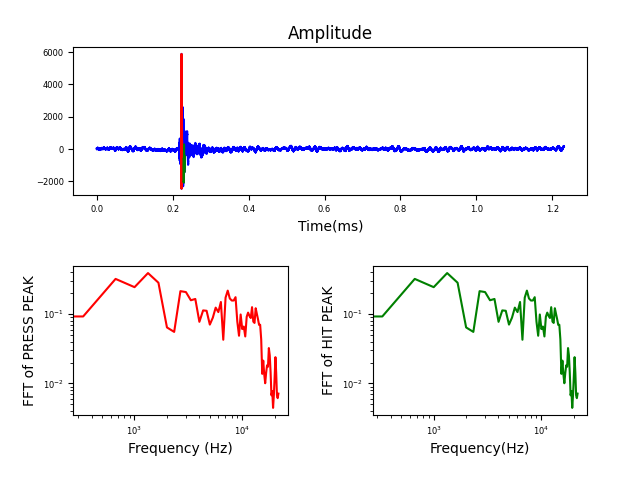 Amplitude
6000
4000
2000
0
−2000
0.0 0.2 0.4 0.6 0.8 1.0 1.2
Time(ms)
FFT of PRESS PEAK
10⁻¹
10⁻²
10³ 10⁴
Frequency (Hz)
FFT of HIT PEAK
10⁻¹
10⁻²
10³ 10⁴
Frequency(Hz)